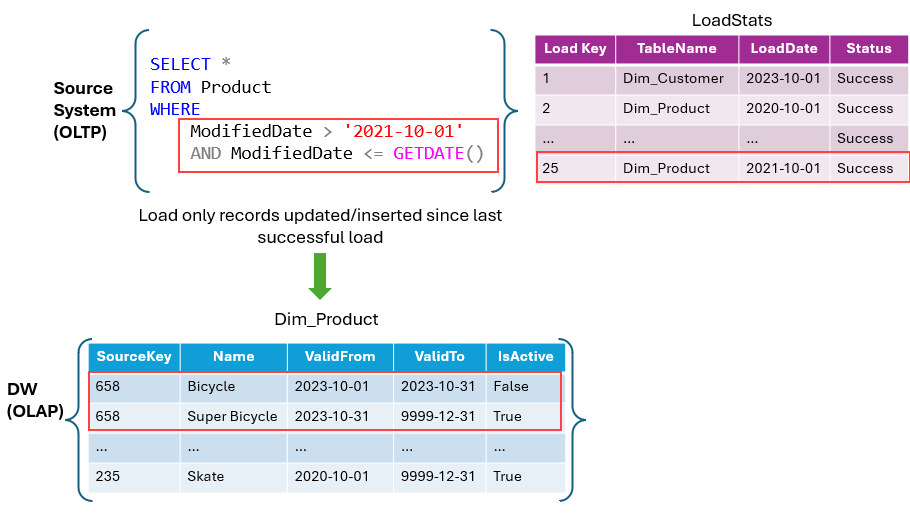 LoadStats
Load Key TableName LoadDate Status
1 Dim_Customer 2023-10-01 Success
2 Dim_Product 2020-10-01 Success
... ... ... Success
25 Dim_Product 2021-10-01 Success
Source
System
(OLTP)
SELECT *
FROM Product
WHERE
ModifiedDate > '2021-10-01'
AND ModifiedDate <= GETDATE()
Load only records updated/inserted since last
successful load
Dim_Product
DW
(OLAP)
SourceKey Name ValidFrom ValidTo IsActive
658 Bicycle 2023-10-01 2023-10-31 False
658 Super Bicycle 2023-10-31 9999-12-31 True
... ... ... ... ...
235 Skate 2020-10-01 9999-12-31 True